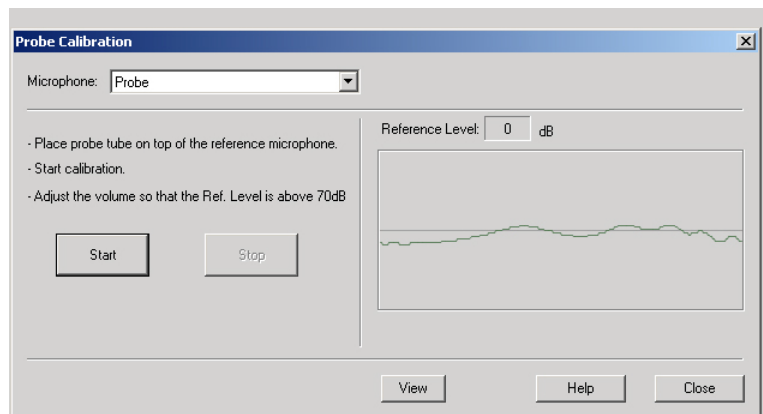 Probe Calibration
Microphone: Probe
- Place probe tube on top of the reference microphone.
- Start calibration.
- Adjust the volume so that the Ref. Level is above 70dB
Start
Stop
Reference Level: 0 dB
View
Help
Close